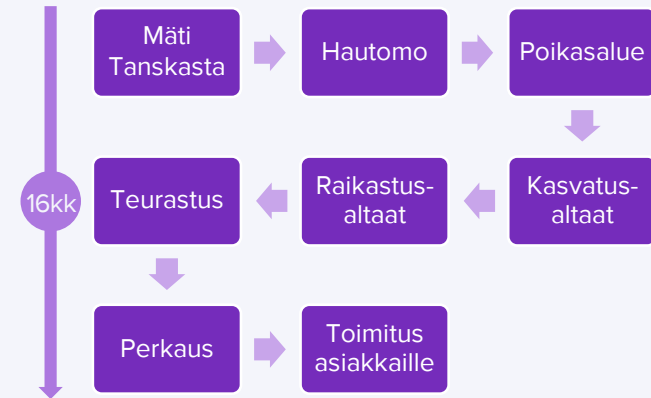 Mäti
Tanskasta
Hautomo
Poikasalue
16kk
Teurastus
Raikastus-
altaat
Kasvatus-
altaat
Perkaus
Toimitus
asiakkaille